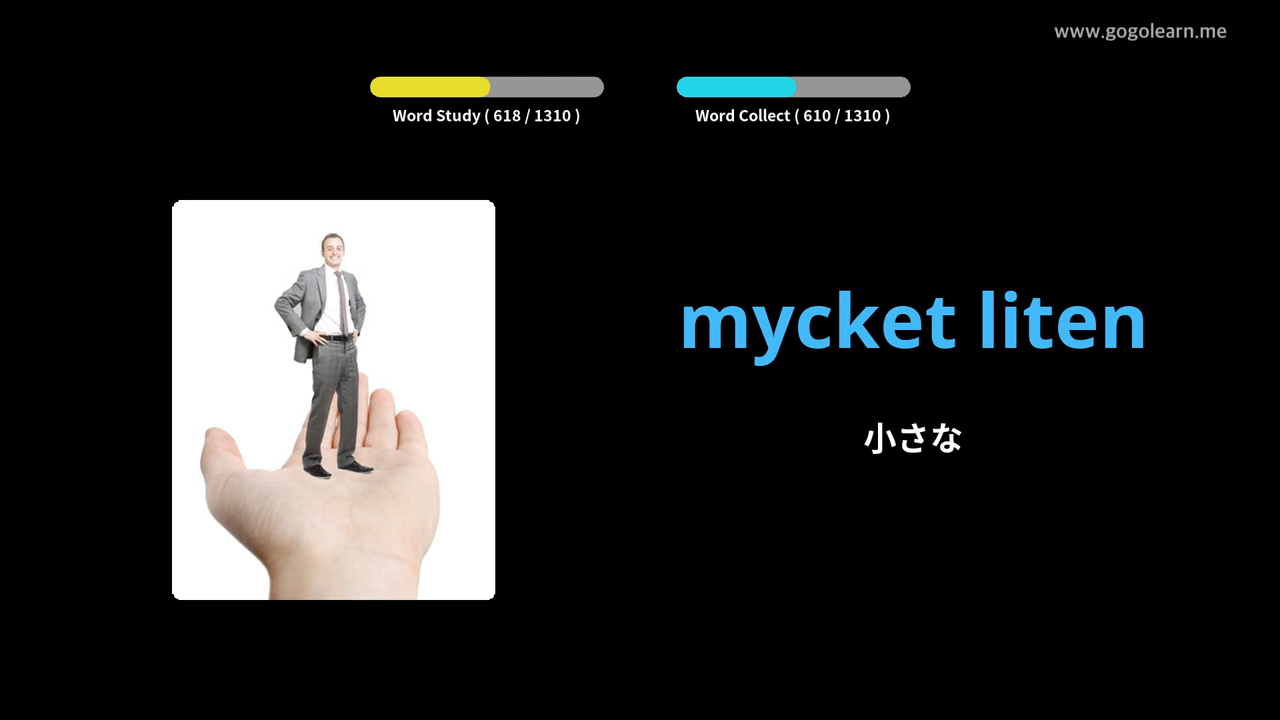 www.gogolearn.me
Word Study ( 618 / 1310 )
Word Collect ( 610 / 1310 )
mycket liten
小さな